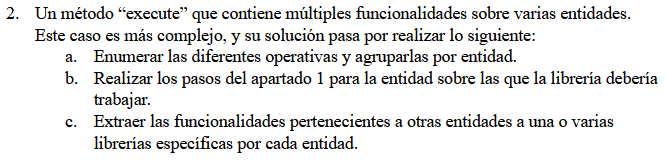 2. Un método “execute” que contiene múltiples funcionalidades sobre varias entidades.
Este caso es más complejo, y su solución pasa por realizar lo siguiente:
a. Enumerar las diferentes operativas y agruparlas por entidad.
b. Realizar los pasos del apartado 1 para la entidad sobre las que la librería debería
trabajar.
c. Extraer las funcionalidades pertenecientes a otras entidades a una o varias
librerías específicas por cada entidad.